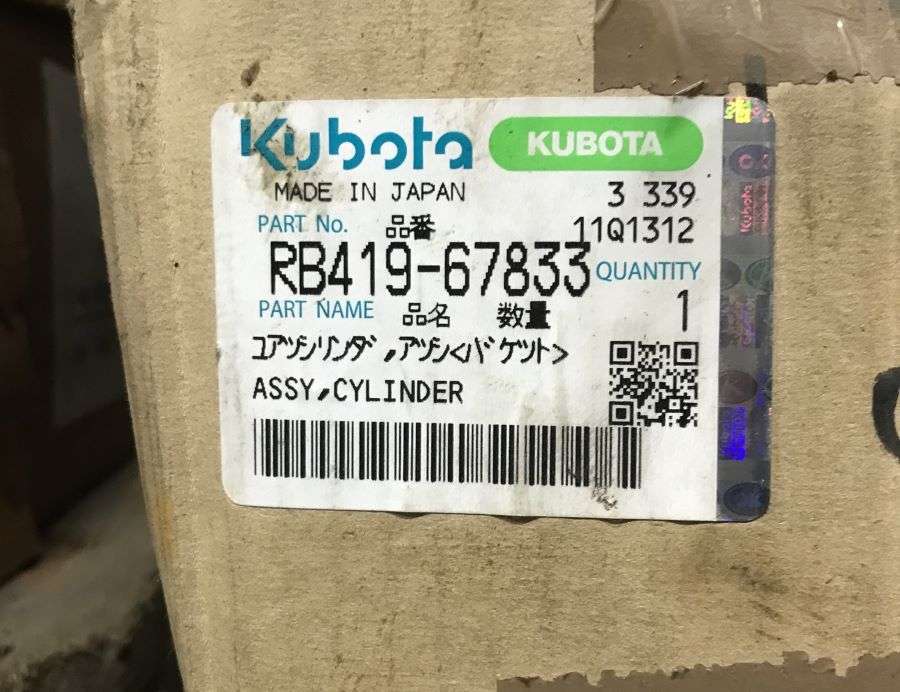 Kubota KUBOTA
MADE IN JAPAN 3 339
PART No. 品番 11Q1312
RB419-67833 QUANTITY
PART NAME 品名 数量 1
ユアツシリンダ,アツシ<バケツト>
ASSY,CYLINDER
Kubota